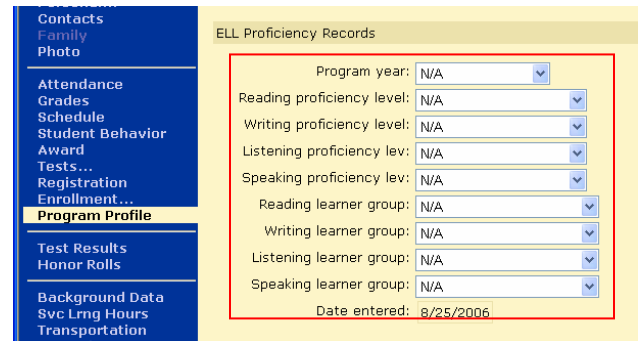 Contacts
Family
Photo
Attendance
Grades
Schedule
Student Behavior
Award
Tests...
Registration
Enrollment...
Program Profile
Test Results
Honor Rolls
Background Data
Svc Lrng Hours
Transportation
ELL Proficiency Records
Program year: N/A
Reading proficiency level: N/A
Writing proficiency level: N/A
Listening proficiency lev: N/A
Speaking proficiency lev: N/A
Reading learner group: N/A
Writing learner group: N/A
Listening learner group: N/A
Speaking learner group: N/A
Date entered: 8/25/2006